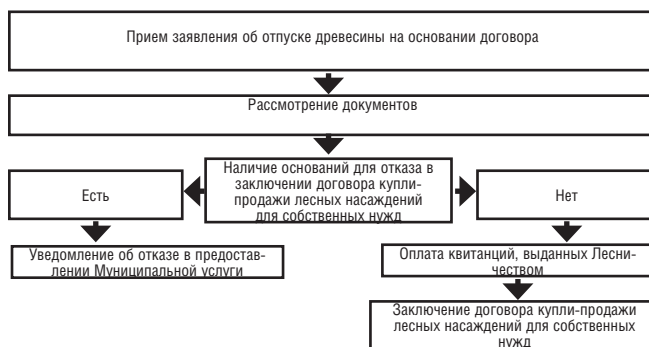 Прием заявления об отпуске древесины на основании договора
Рассмотрение документов
Наличие оснований для отказа в
заключении договора купли-
продажи лесных насаждений
для собственных нужд
Есть
Нет
Уведомление об отказе в предостав-
лении Муниципальной услуги
Оплата квитанций, выданных Лесни-
чеством
Заключение договора купли-продажи
лесных насаждений для собственных
нужд